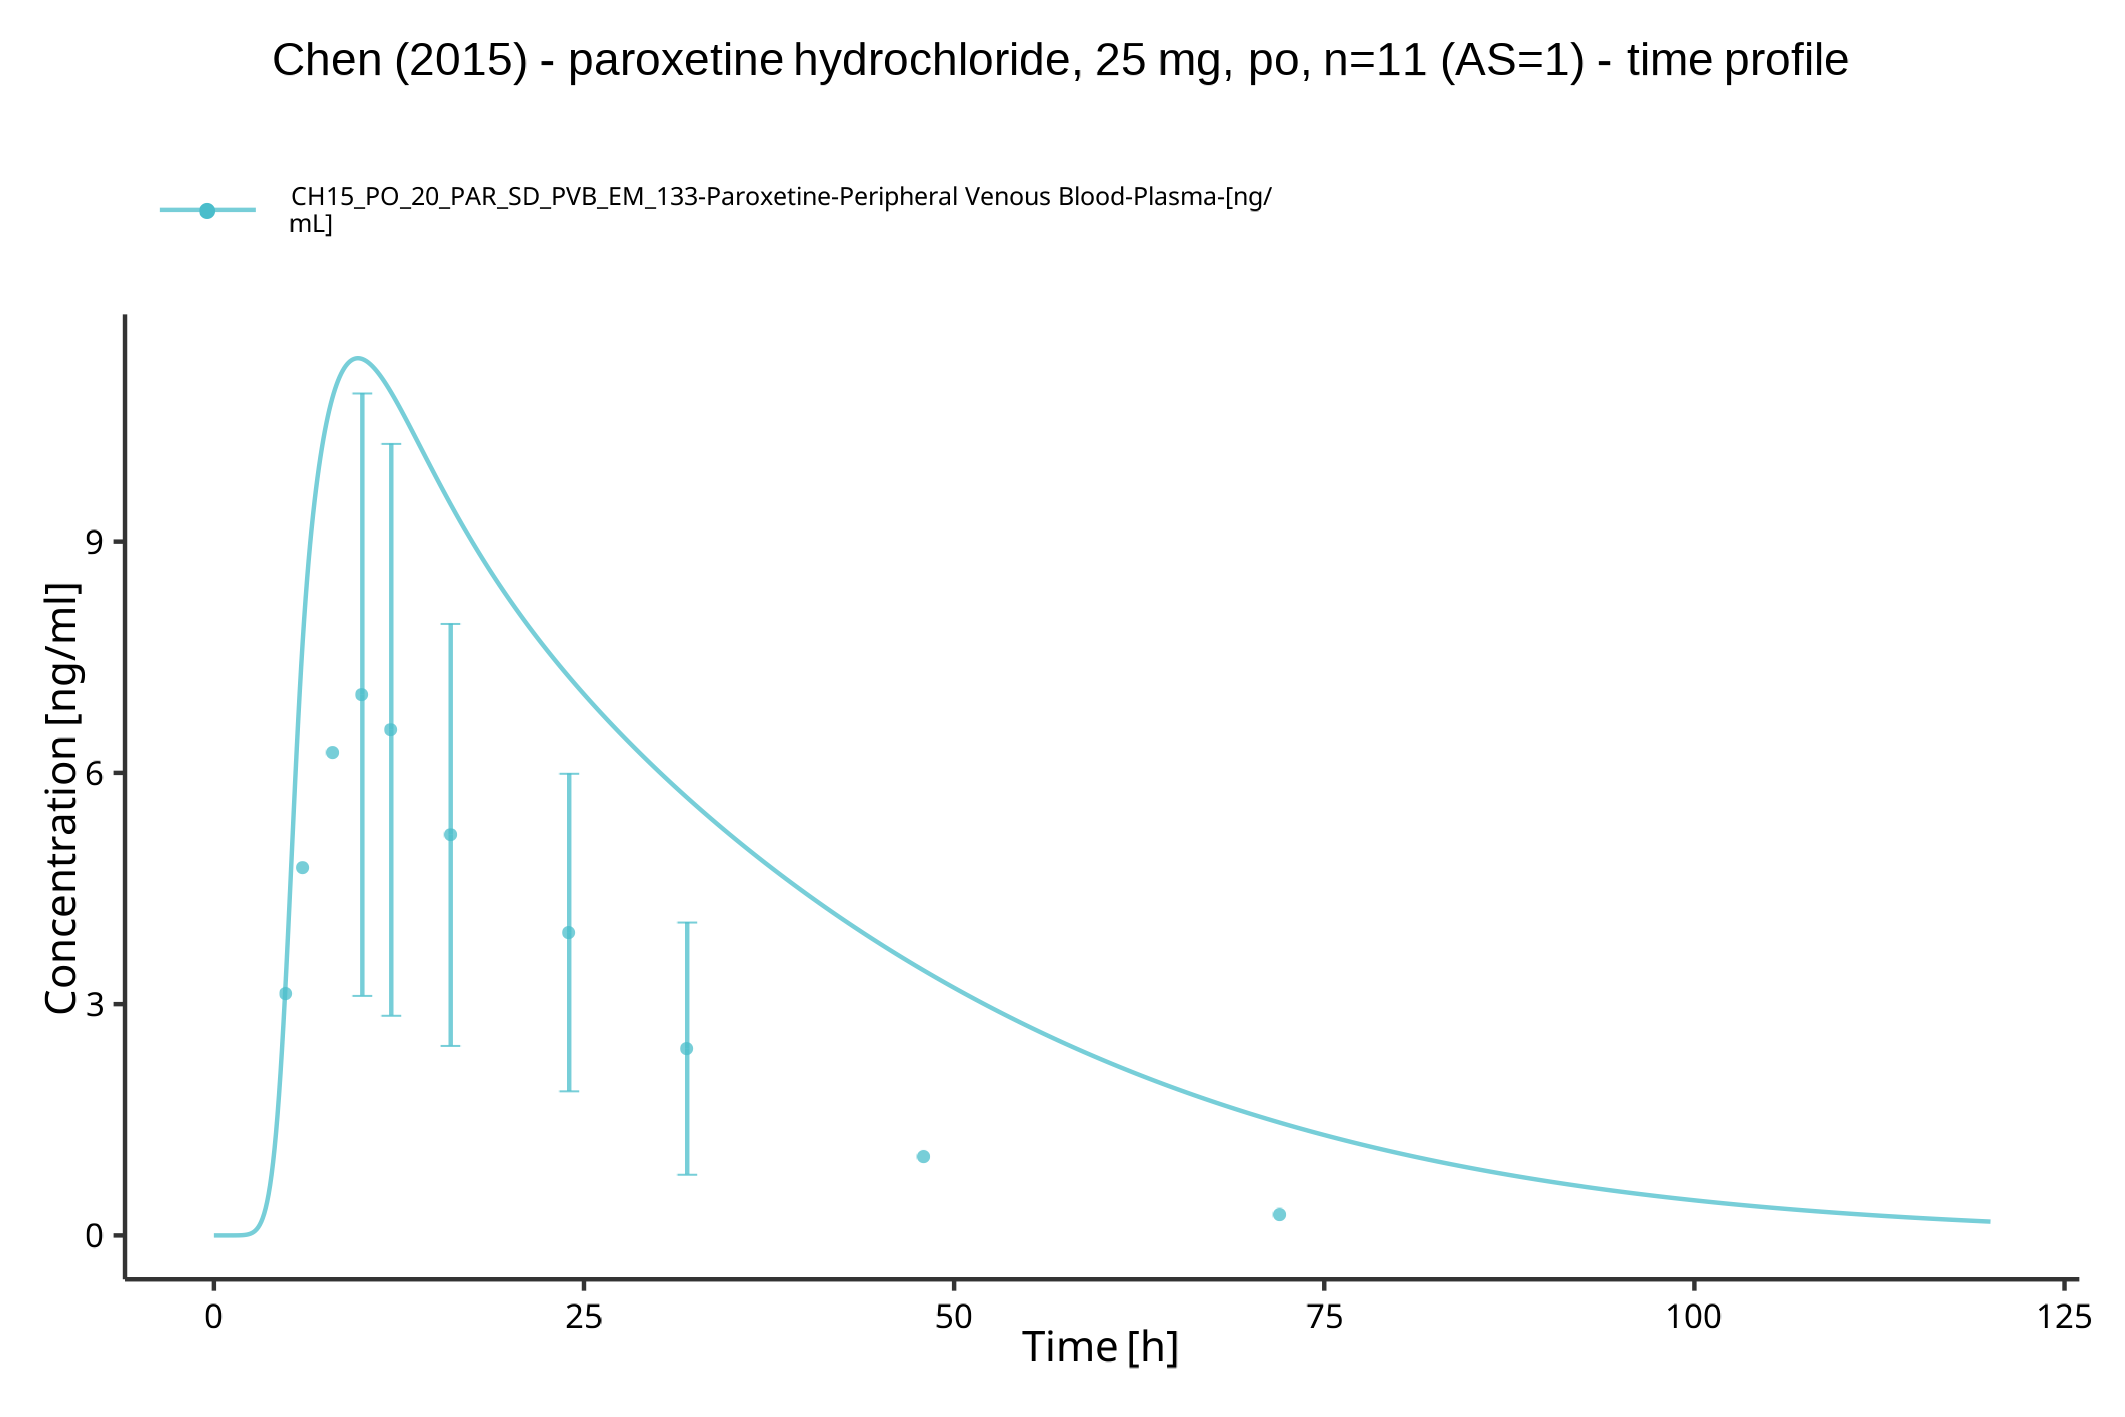 Chen (2015) - paroxetine hydrochloride, 25 mg, po, n=11 (AS=1) - time profile
CH15_PO_20_PAR_SD_PVB_EM_133-Paroxetine-Peripheral Venous Blood-Plasma-[ng/
mL]
Concentration [ng/ml]
9
6
3
0
0 25 50 75 100 125
Time [h]